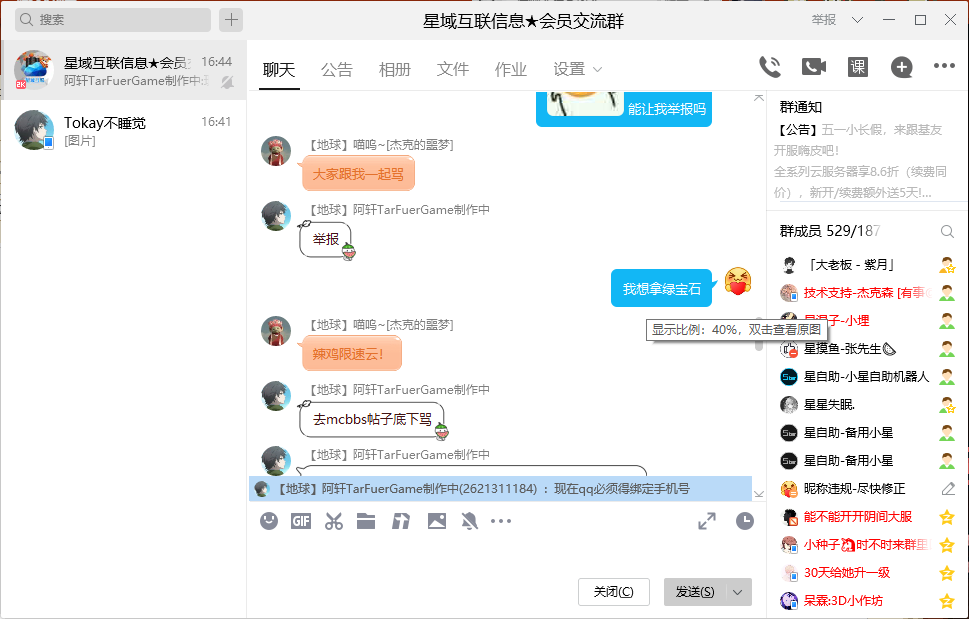 搜索
星域互联信息★会员交流群
举报
星域互联信息★会员
16:44
阿轩TarFuerGame制作中:
2K
Tokay不睡觉
16:41
[图片]
聊天
公告
相册
文件
作业
设置
课
能让我举报吗
【地球】喵呜~[杰克的噩梦]
大家跟我一起骂
【地球】阿轩TarFuerGame制作中
举报
我想拿绿宝石
显示比例：40%，双击查看原图
【地球】喵呜~[杰克的噩梦]
辣鸡限速云！
【地球】阿轩TarFuerGame制作中
去mcbbs帖子底下骂
【地球】阿轩TarFuerGame制作中
【地球】阿轩TarFuerGame制作中(2621311184) ：现在qq必须得绑定手机号
GIF
关闭(C)
发送(S)
群通知
【公告】五一小长假，来跟基友
开服嗨皮吧！
全系列云服务器享8.6折（续费同
价），新开/续费额外送5天!...
群成员 529/187
「大老板 - 紫月」
技术支持-杰克森 [有事
子-小埋
星摸鱼-张先生
星自助-小星自助机器人
星星失眠.
星自助-备用小星
星自助-备用小星
昵称违规-尽快修正
能不能开开阴间大服
小种子时不时来群里
30天给她升一级
呆霖:3D小作坊